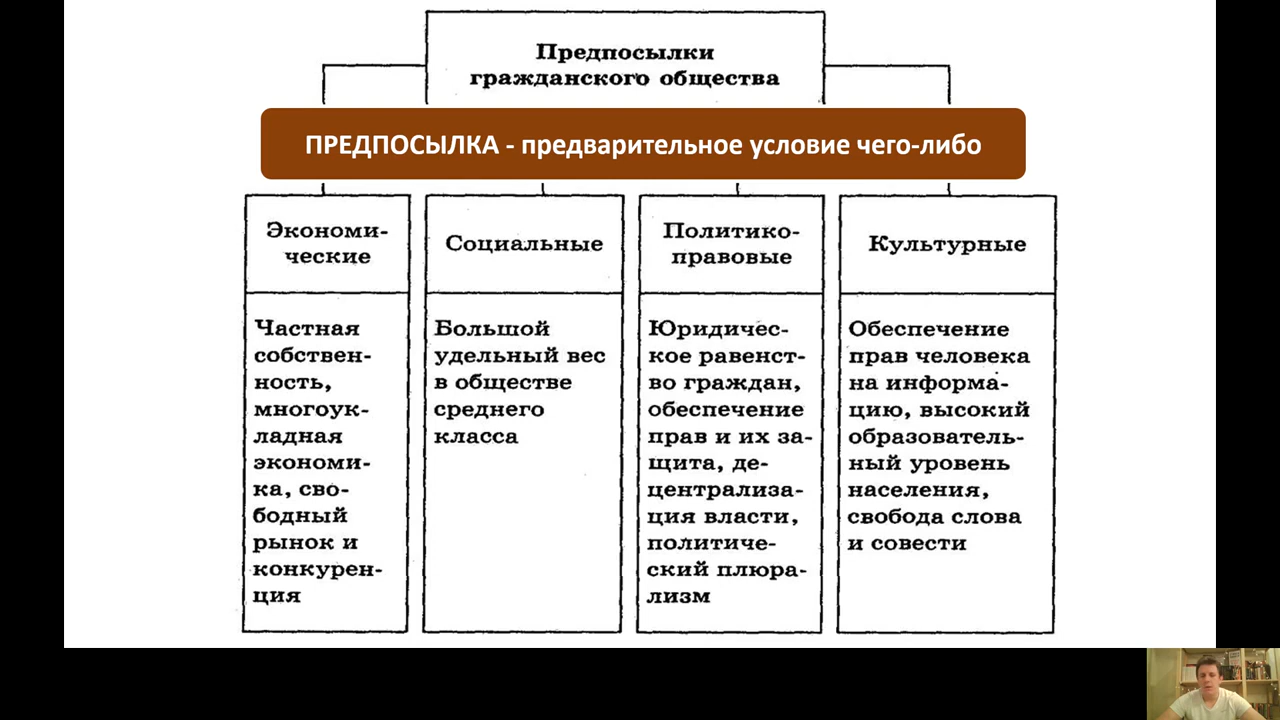 Предпосылки
гражданского общества
ПРЕДПОСЫЛКА - предварительное условие чего-либо
Экономи-
ческие
Частная
собствен-
ность,
многоук-
ладная
экономи-
ка, сво-
бодный
рынок и
конкурен-
ция
Социальные
Большой
удельный вес
в обществе
среднего
класса
Политико-
правовые
Юридичес-
кое равенст-
во граждан,
обеспечение
прав и их за-
щита, де-
централиза-
ция власти,
политиче-
ский плюра-
лизм
Культурные
Обеспечение
прав человека
на информа-
цию, высокий
образователь-
ный уровень
населения,
свобода слова
и совести